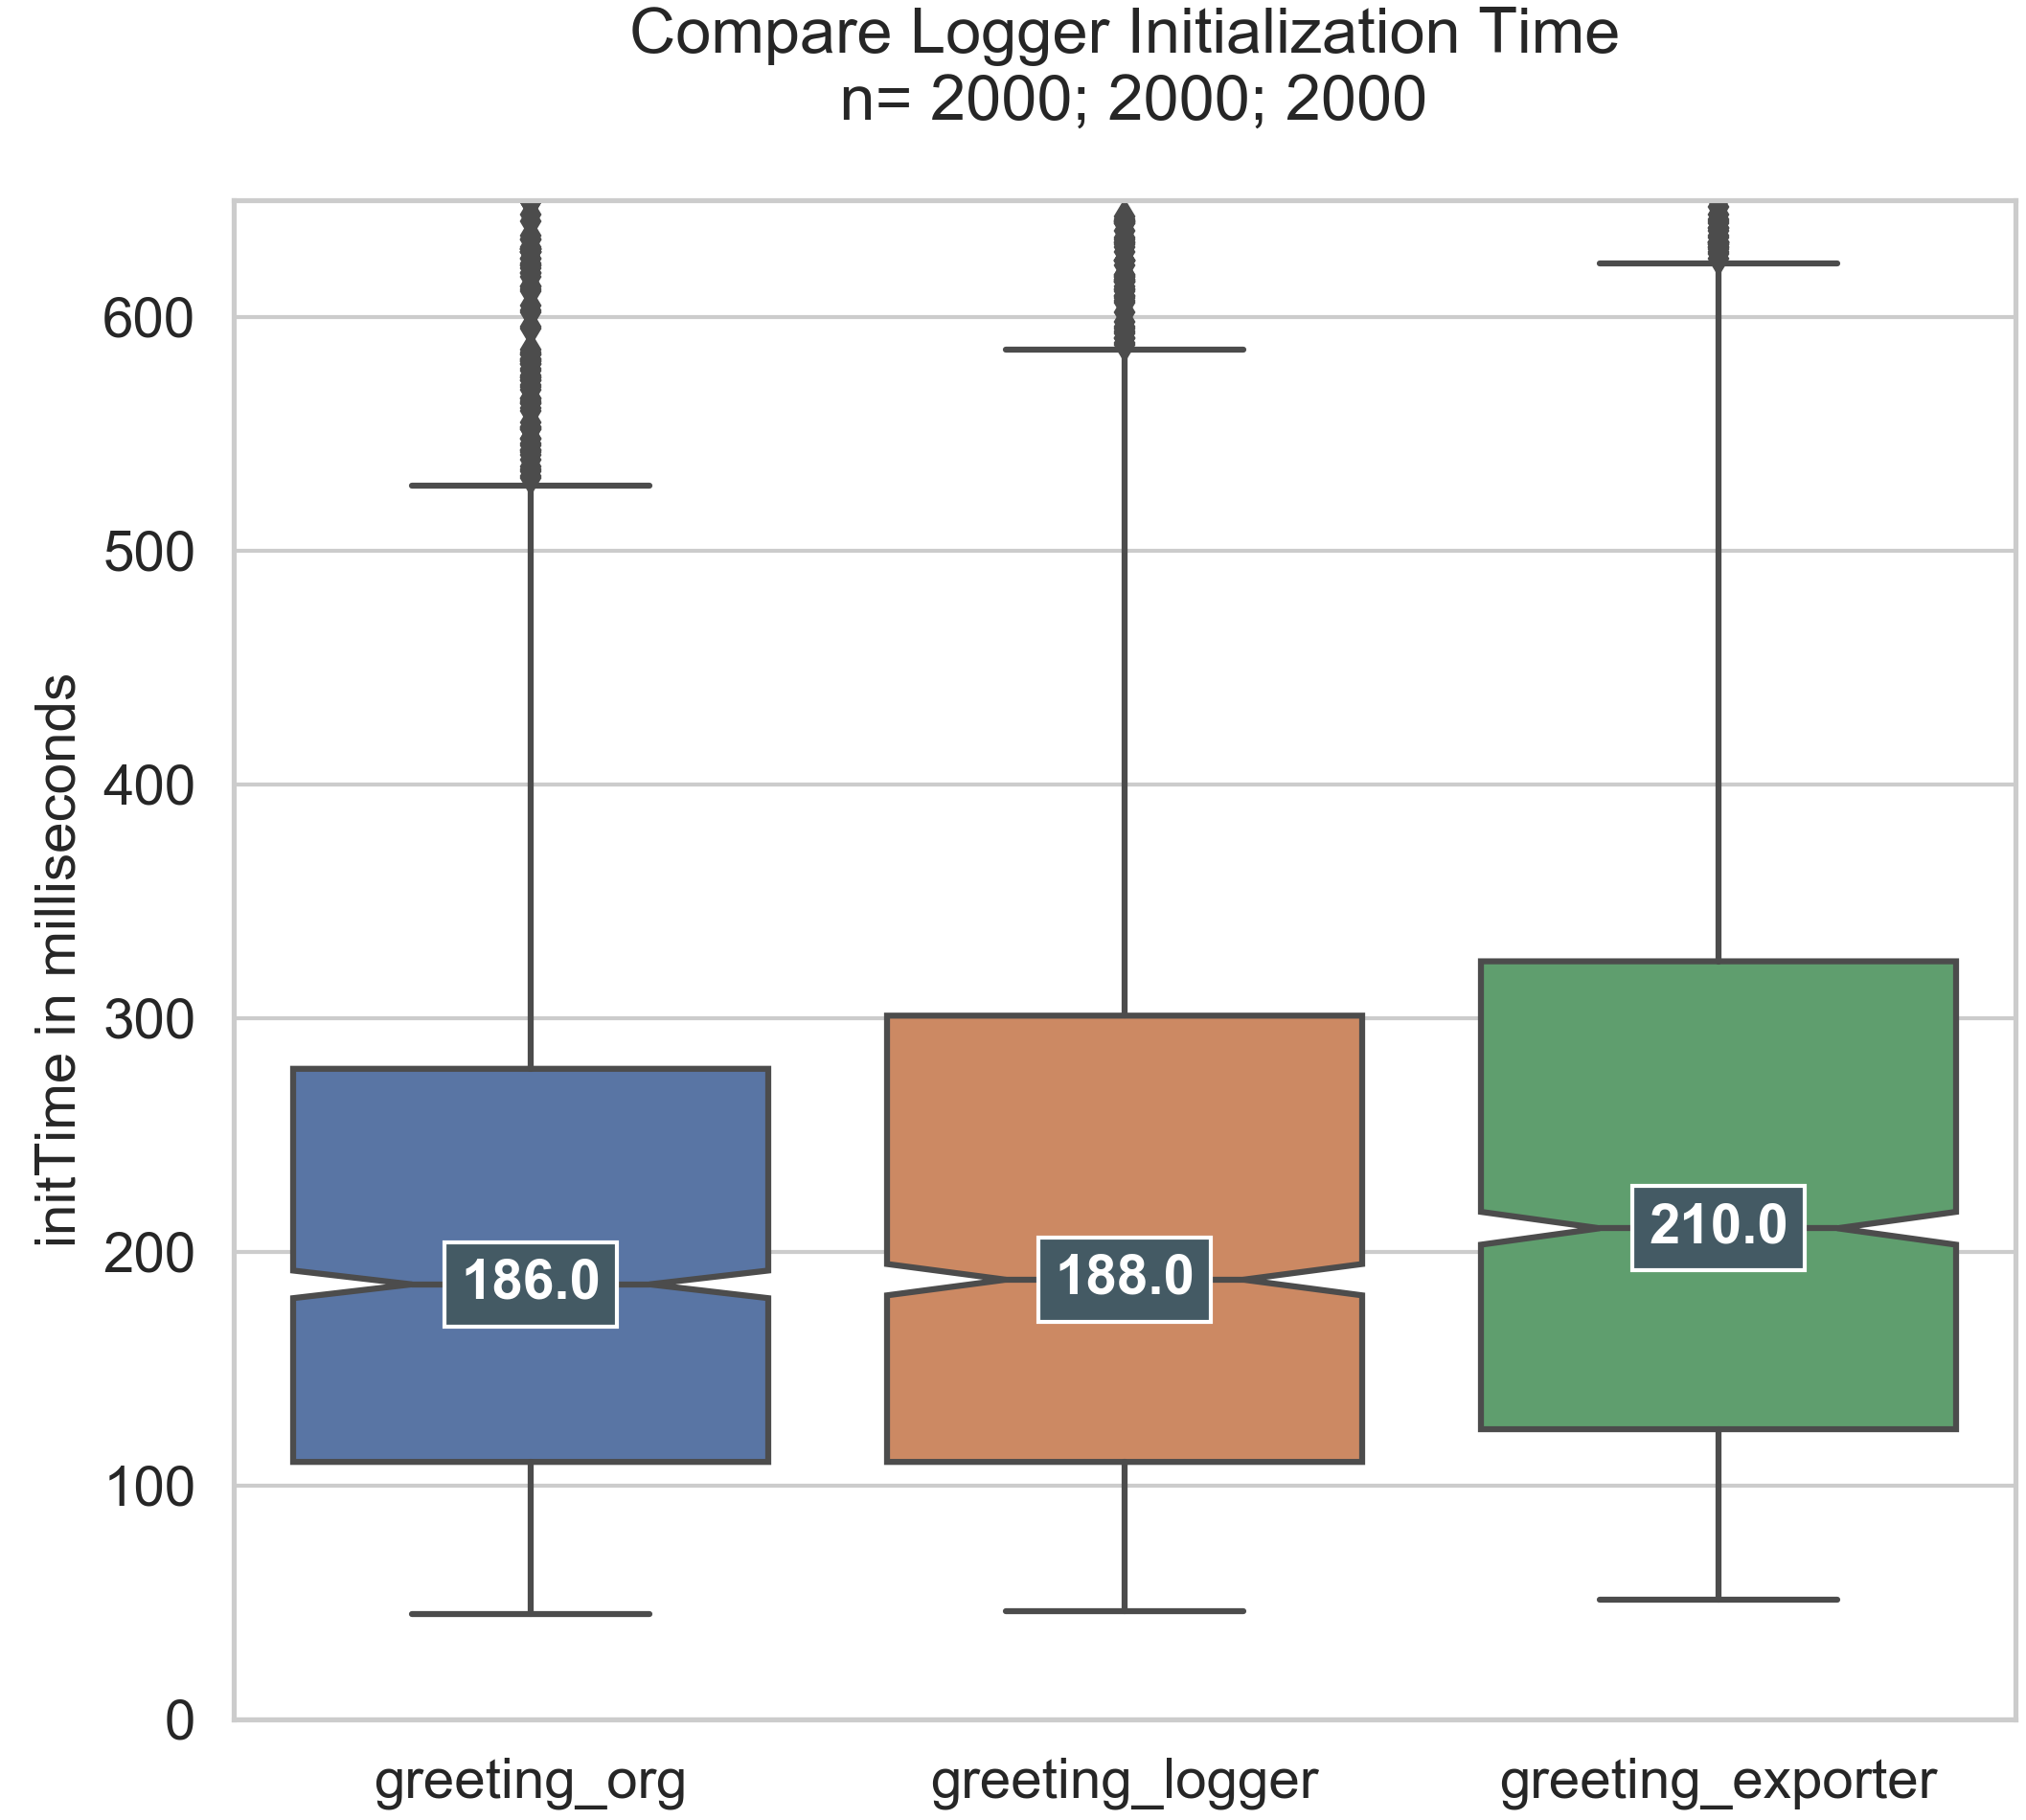 Compare Logger Initialization Time
n= 2000; 2000; 2000
initTime in milliseconds
600
500
400
300
200
100
0
186.0
188.0
210.0
greeting_org
greeting_logger
greeting_exporter